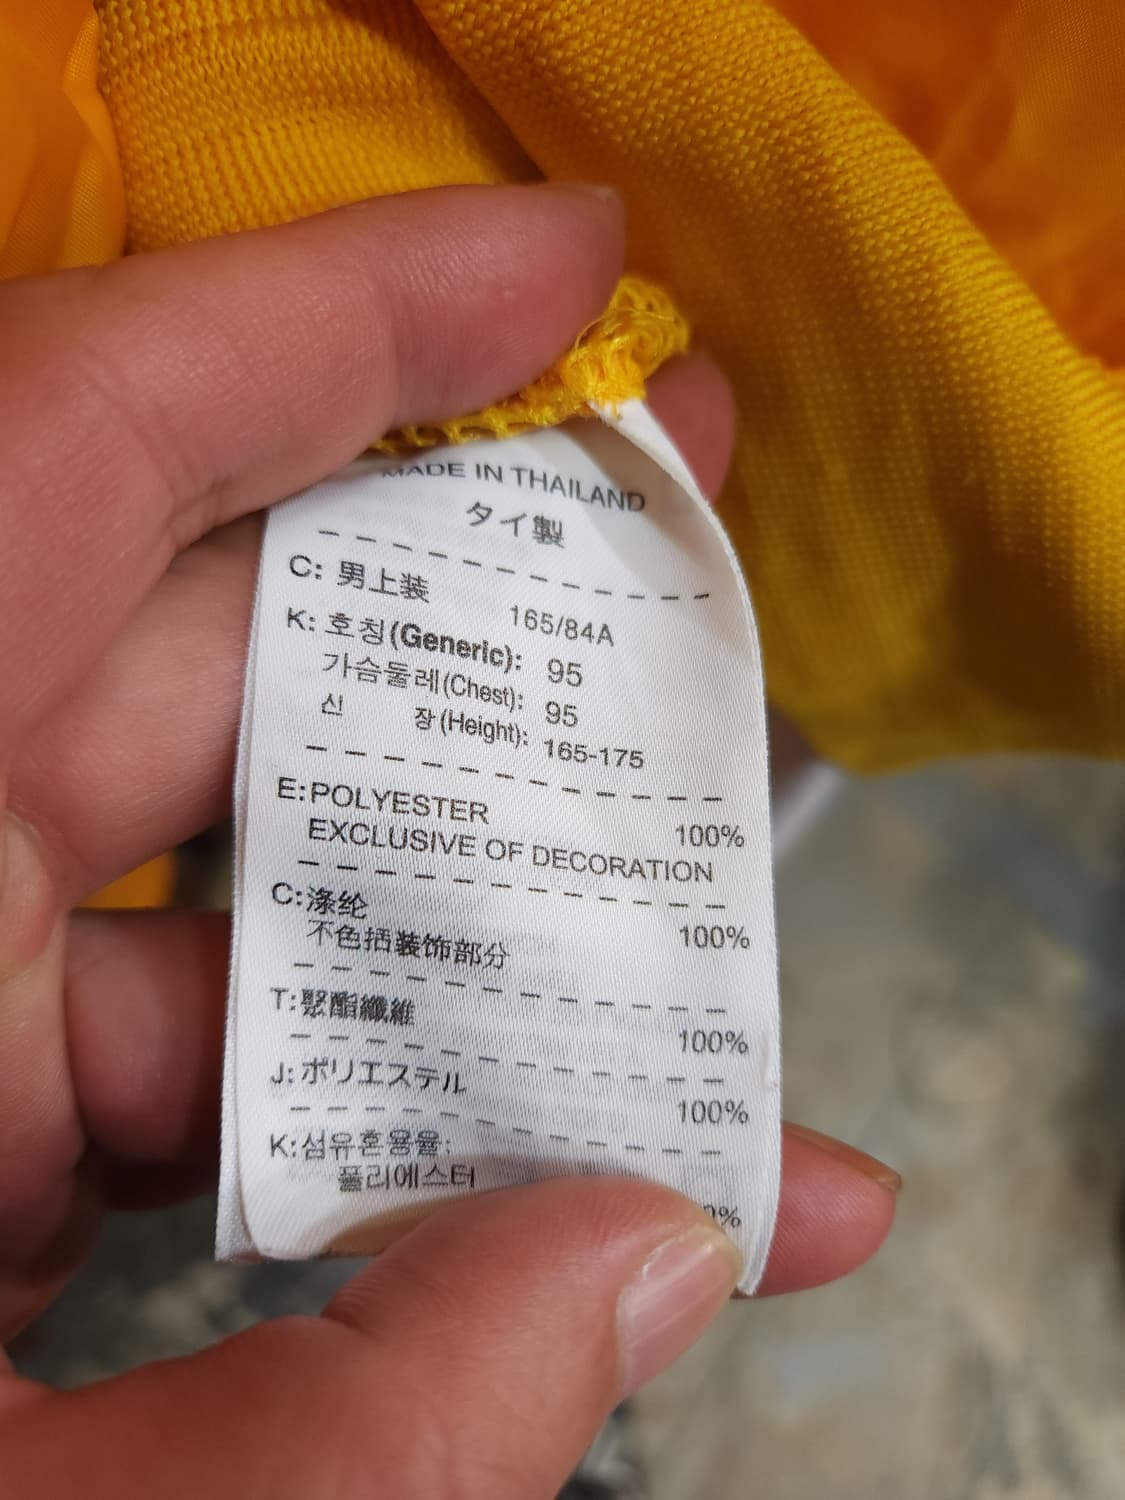 MADE IN THAILAND
タイ製
C: 男上装
165/84A
K: 호칭(Generic): 95
가슴둘레(Chest): 95
신 장(Height): 165-175
E:POLYESTER 100%
EXCLUSIVE OF DECORATION
C:涤纶 100%
不包括装饰部分
T:聚酯纖維 100%
J:ポリエステル 100%
K:섬유혼용율:
폴리에스터